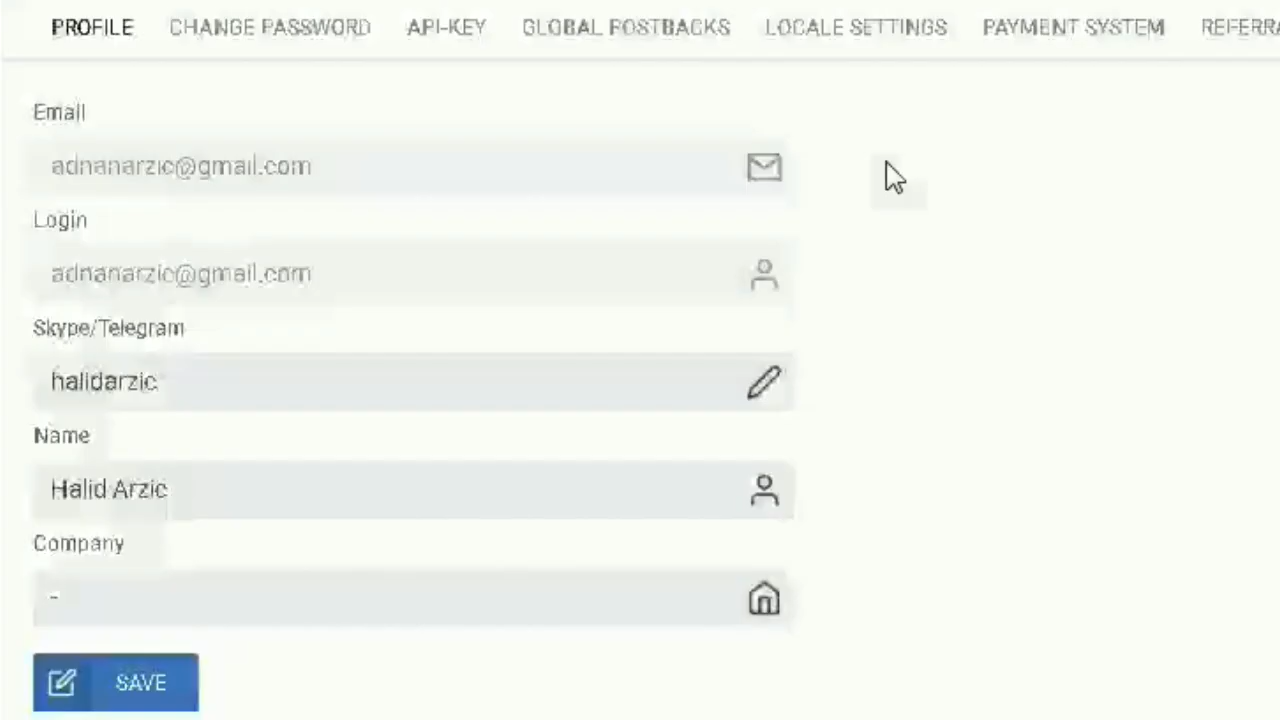 PROFILE CHANGE PASSWORD API-KEY GLOBAL POSTBACKS LOCALE SETTINGS PAYMENT SYSTEM
Email
adnanarzic@gmail.com
Login
adnanarzic@gmail.com
Skype/Telegram
halidarzic
Name
Halid Arzic
Company
-
SAVE